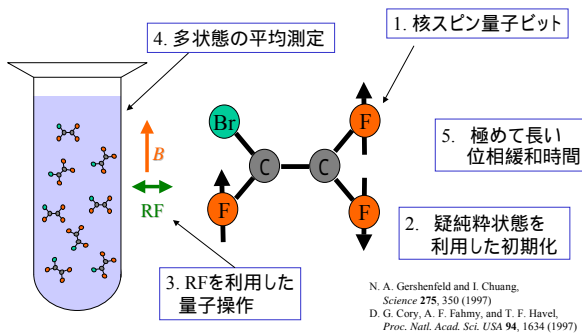 4. 多状態の平均測定
1. 核スピン量子ビット
Br
F
B
C
C
5. 極めて長い
位相緩和時間
RF
F
F
2. 疑純粋状態を
利用した初期化
3. RFを利用した
量子操作
N. A. Gershenfeld and I. Chuang,
Science 275, 350 (1997)
D. G. Cory, A. F. Fahmy, and T. F. Havel,
Proc. Natl. Acad. Sci. USA 94, 1634 (1997)